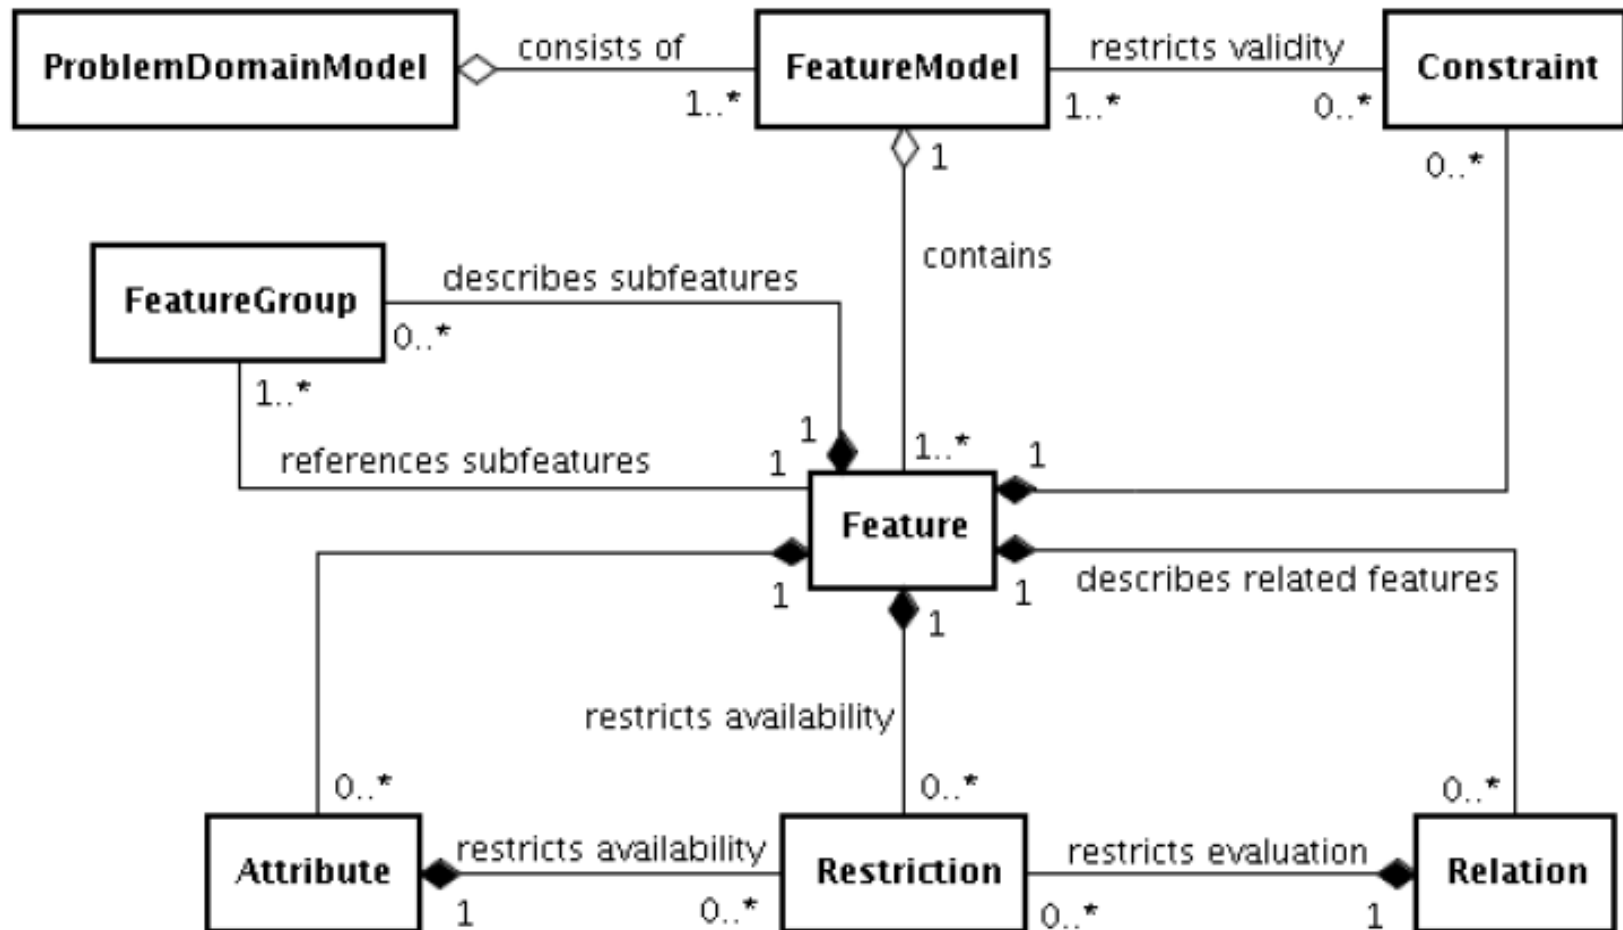 ProblemDomainModel
consists of
1..*
FeatureModel
restricts validity
1..*
0..*
Constraint
1
0..*
contains
FeatureGroup
describes subfeatures
0..*
1..*
references subfeatures
1
1
1..*
1
Feature
1
1
1
describes related features
restricts availability
0..*
0..*
0..*
Attribute
restricts availability
1
0..*
Restriction
restricts evaluation
0..*
1
Relation